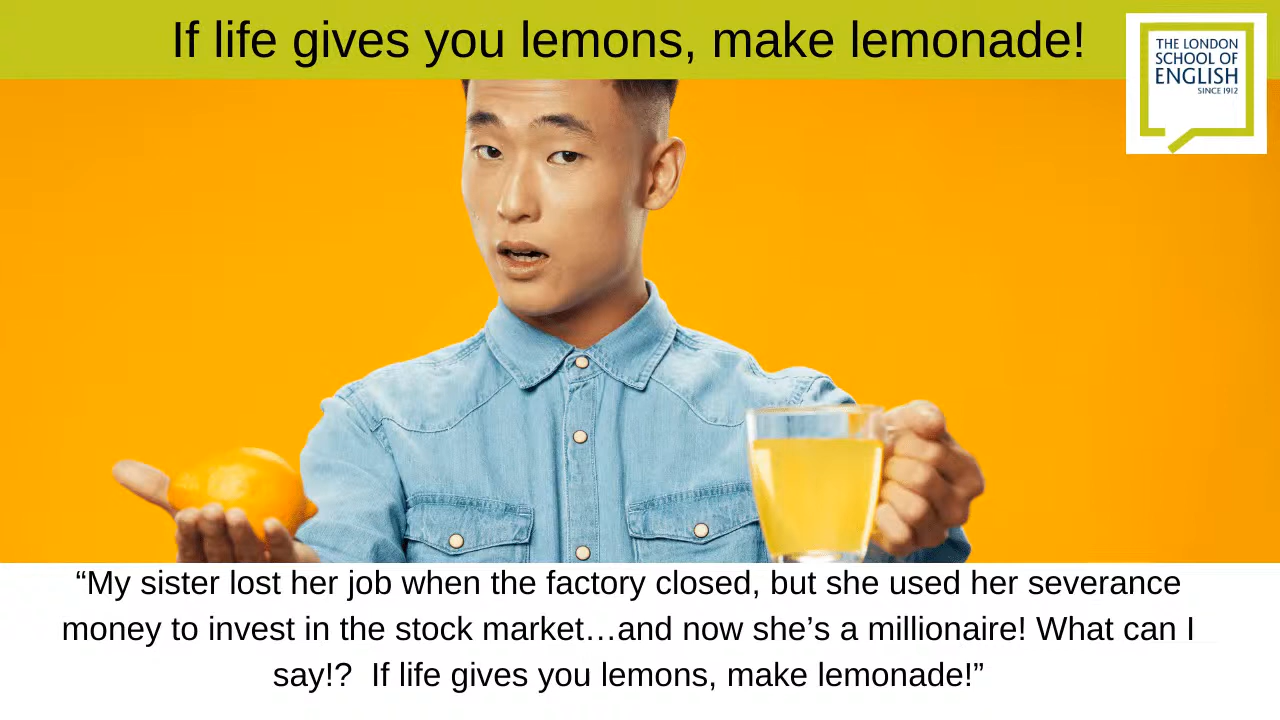 If life gives you lemons, make lemonade!
THE LONDON
SCHOOL OF
ENGLISH
SINCE 1912
“My sister lost her job when the factory closed, but she used her severance
money to invest in the stock market…and now she’s a millionaire! What can I
say!?  If life gives you lemons, make lemonade!”